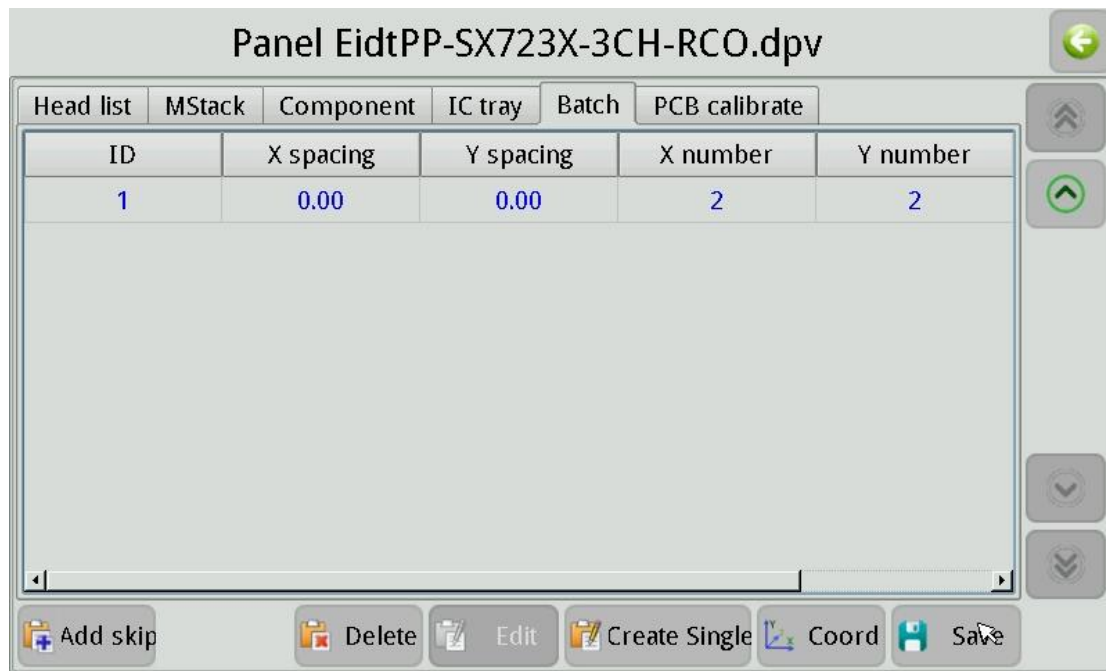 Panel EidtPP-SX723X-3CH-RCO.dpv
Head list MStack Component IC tray Batch PCB calibrate
ID X spacing Y spacing X number Y number
1 0.00 0.00 2 2
Add skip Delete Edit Create Single Coord Save